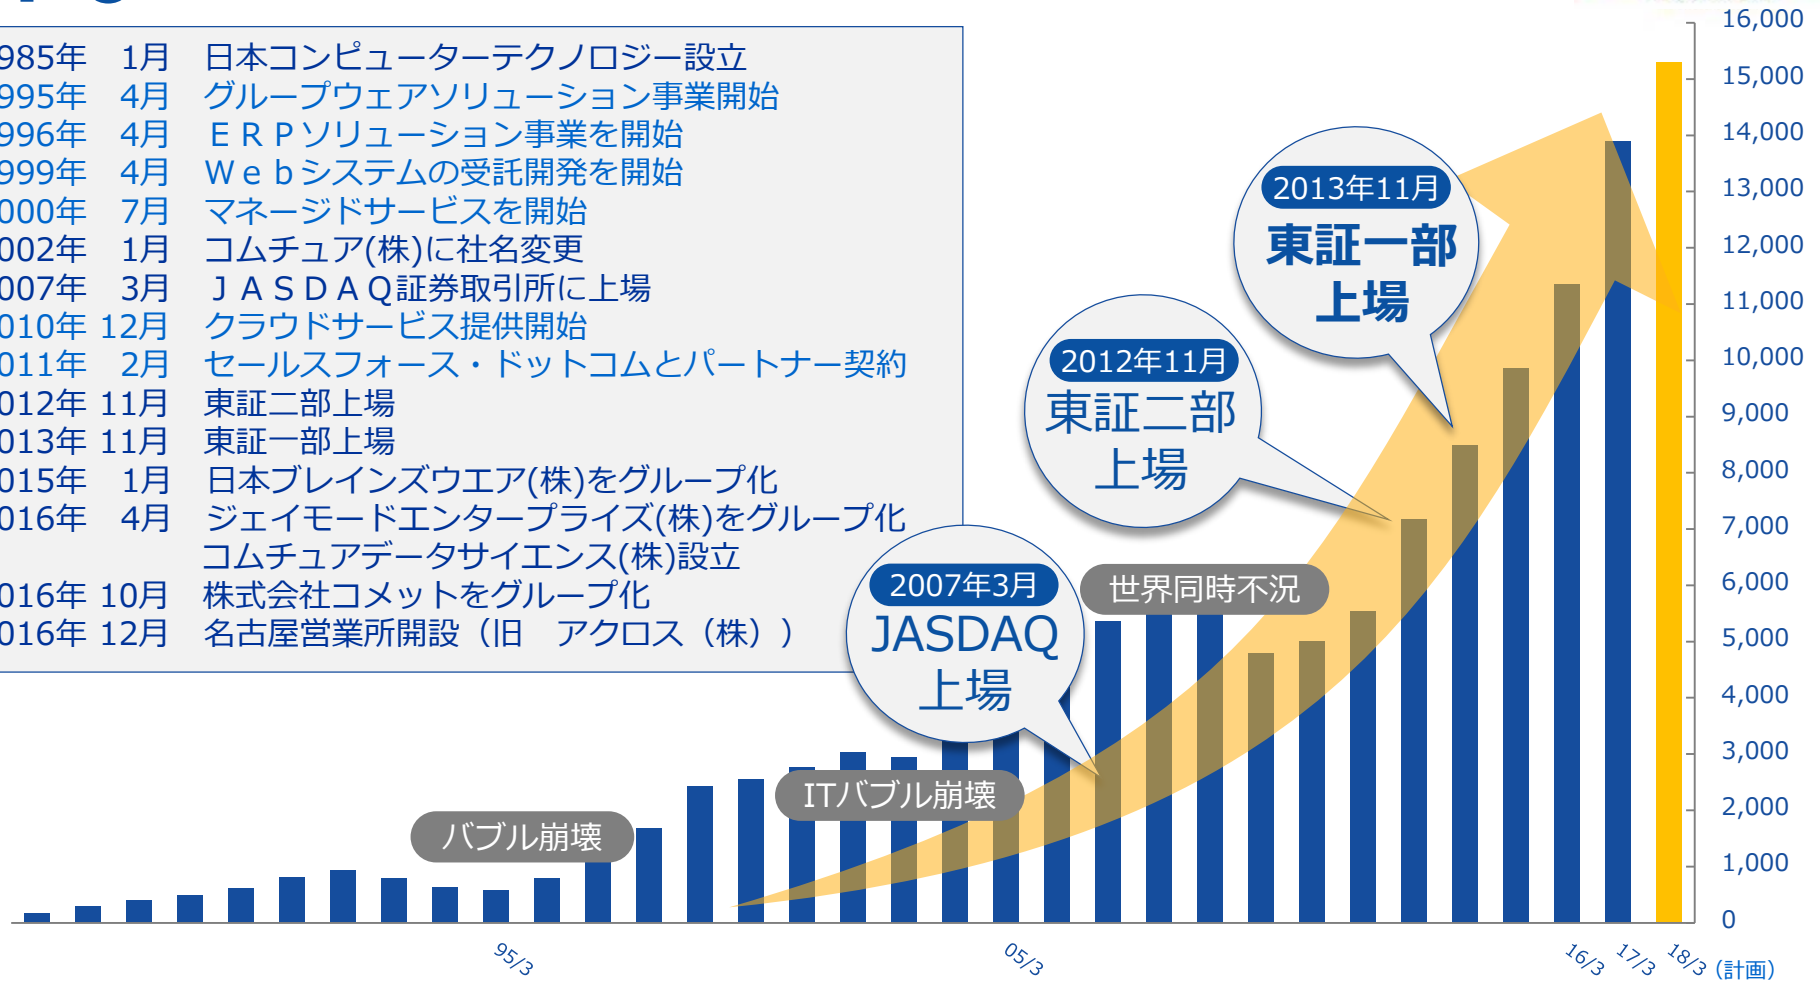 985年 1月 日本コンピューターテクノロジー設立
995年 4月 グループウェアソリューション事業開始
996年 4月 ＥＲＰソリューション事業を開始
999年 4月 Ｗｅｂシステムの受託開発を開始
000年 7月 マネージドサービスを開始
002年 1月 コムチュア(株)に社名変更
007年 3月 ＪＡＳＤＡＱ証券取引所に上場
010年 12月 クラウドサービス提供開始
011年 2月 セールスフォース・ドットコムとパートナー契約
012年 11月 東証二部上場
013年 11月 東証一部上場
015年 1月 日本ブレインズウエア(株)をグループ化
016年 4月 ジェイモードエンタープライズ(株)をグループ化
コムチュアデータサイエンス(株)設立
016年 10月 株式会社コメットをグループ化
016年 12月 名古屋営業所開設（旧　アクロス（株））
2013年11月
東証一部
上場
2012年11月
東証二部
上場
2007年3月
JASDAQ
上場
世界同時不況
ITバブル崩壊
バブル崩壊
16,000
15,000
14,000
13,000
12,000
11,000
10,000
9,000
8,000
7,000
6,000
5,000
4,000
3,000
2,000
1,000
0
95/3
05/3
16/3
17/3
18/3（計画）